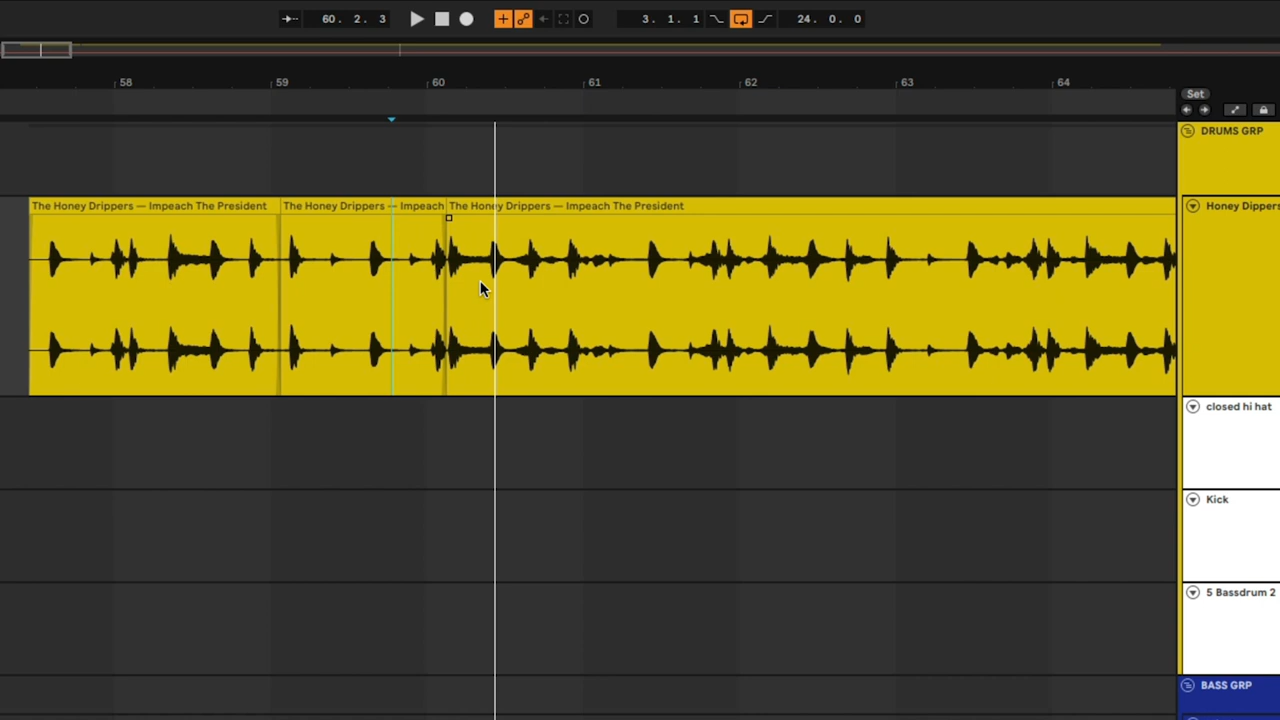 60. 2. 3
3. 1. 1
24. 0. 0
58 59 60 61 62 63 64
Set
DRUMS GRP
The Honey Drippers — Impeach The President
The Honey Drippers — Impeach
The Honey Drippers — Impeach The President
Honey Dippers
closed hi hat
Kick
5 Bassdrum 2
BASS GRP